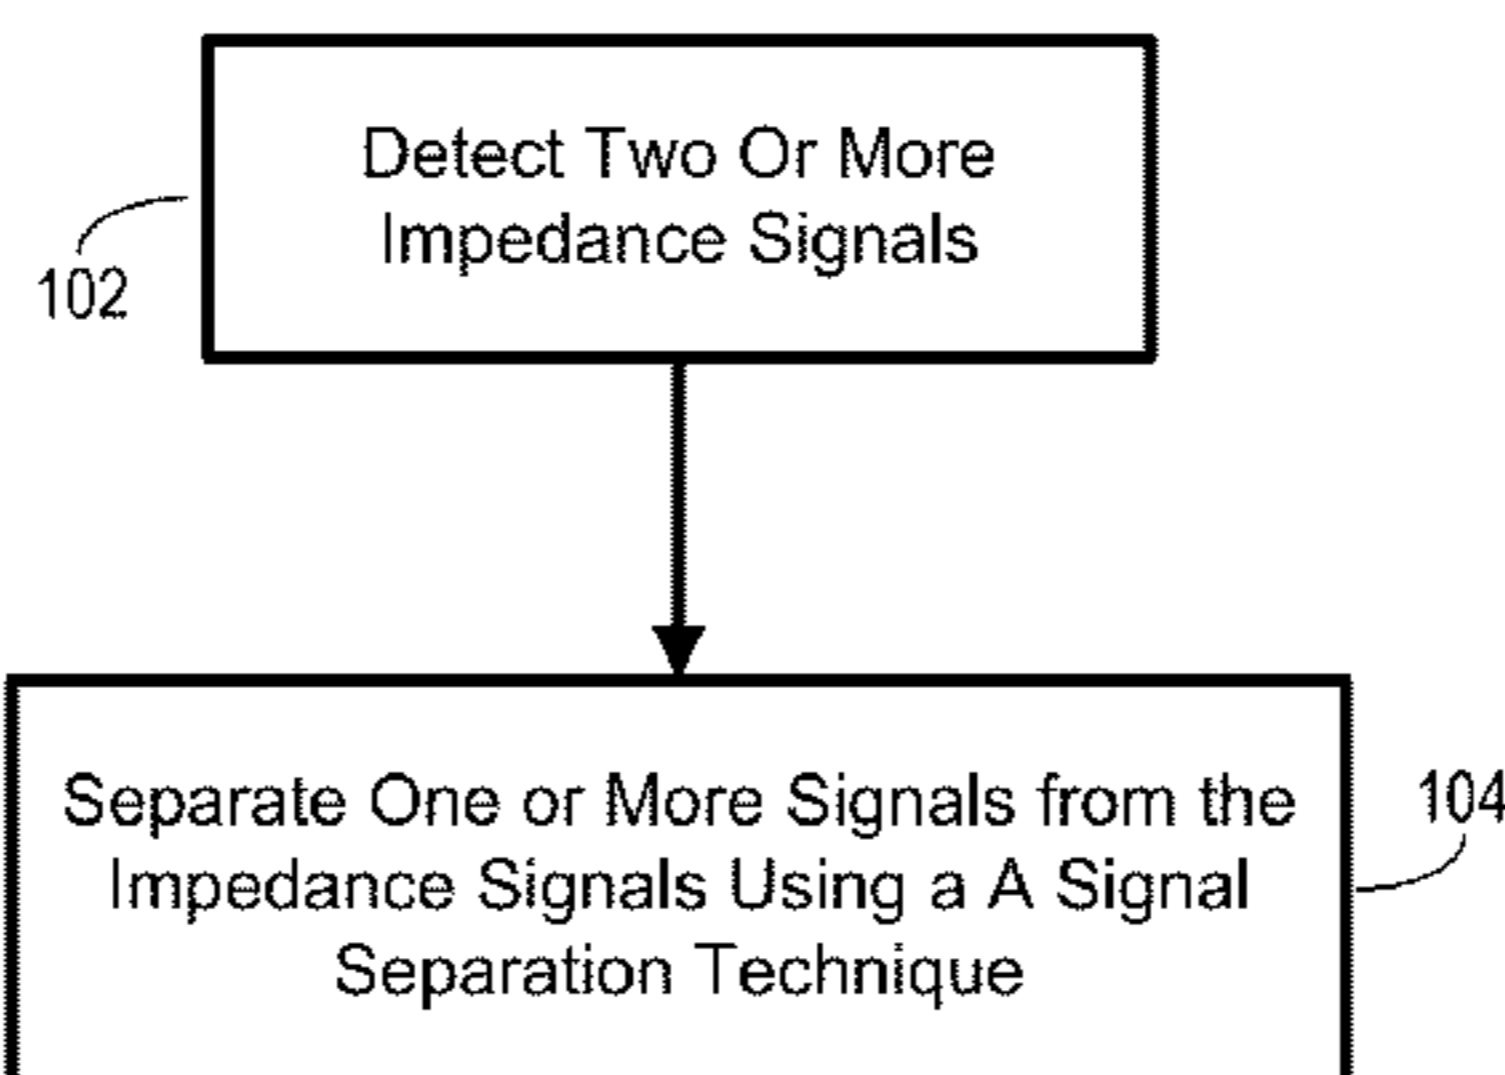 Detect Two Or More
Impedance Signals
102
Separate One or More Signals from the
Impedance Signals Using a A Signal
Separation Technique
104